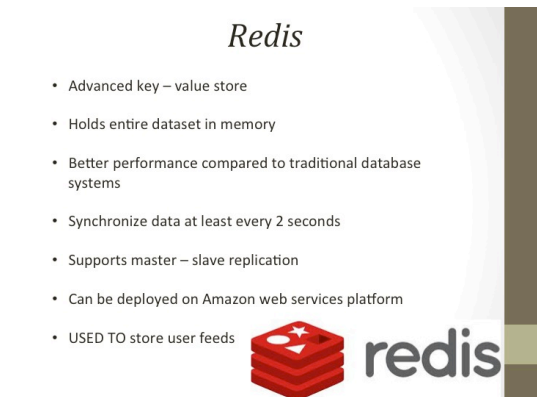 Redis
• Advanced key – value store
• Holds entire dataset in memory
• Better performance compared to traditional database
systems
• Synchronize data at least every 2 seconds
• Supports master – slave replication
• Can be deployed on Amazon web services platform
• USED TO store user feeds
redis